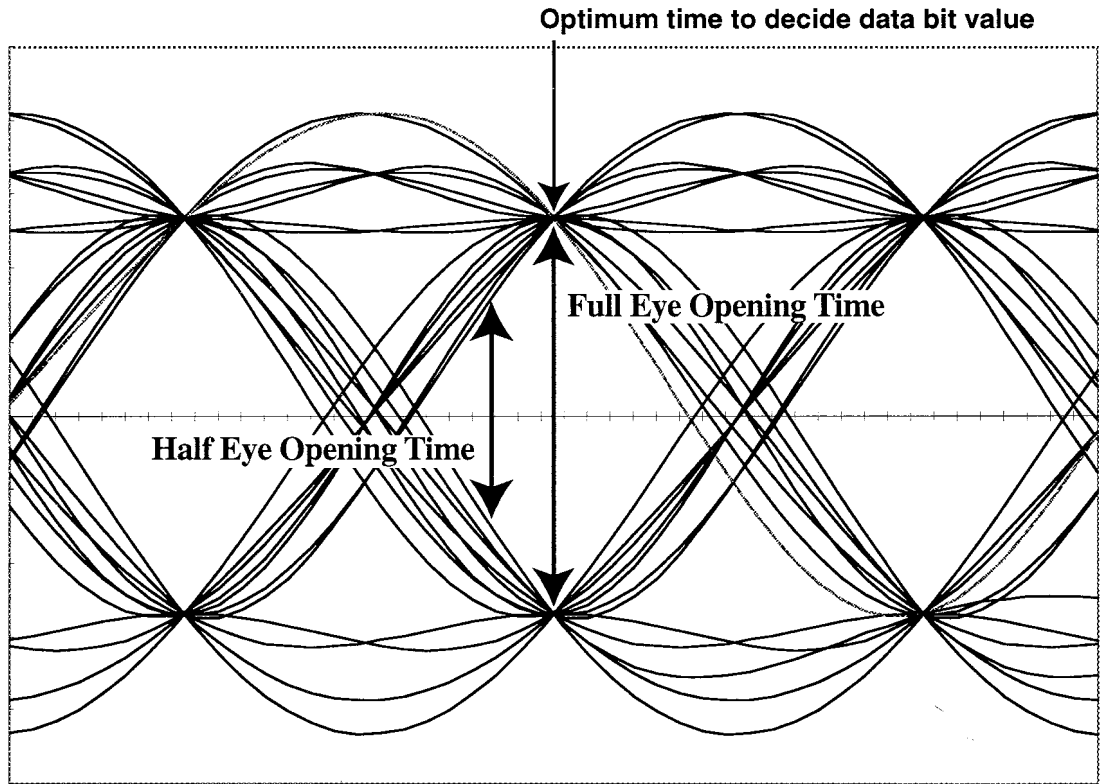 Optimum time to decide data bit value
Full Eye Opening Time
Half Eye Opening Time